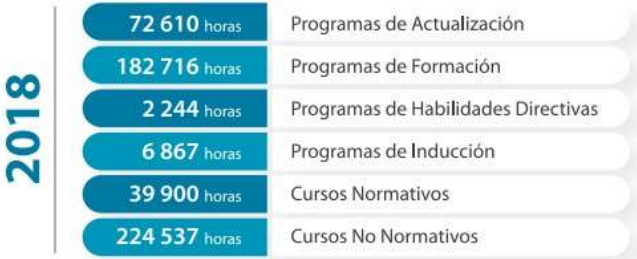 2018
72 610 horas Programas de Actualización
182 716 horas Programas de Formación
2 244 horas Programas de Habilidades Directivas
6 867 horas Programas de Inducción
39 900 horas Cursos Normativos
224 537 horas Cursos No Normativos